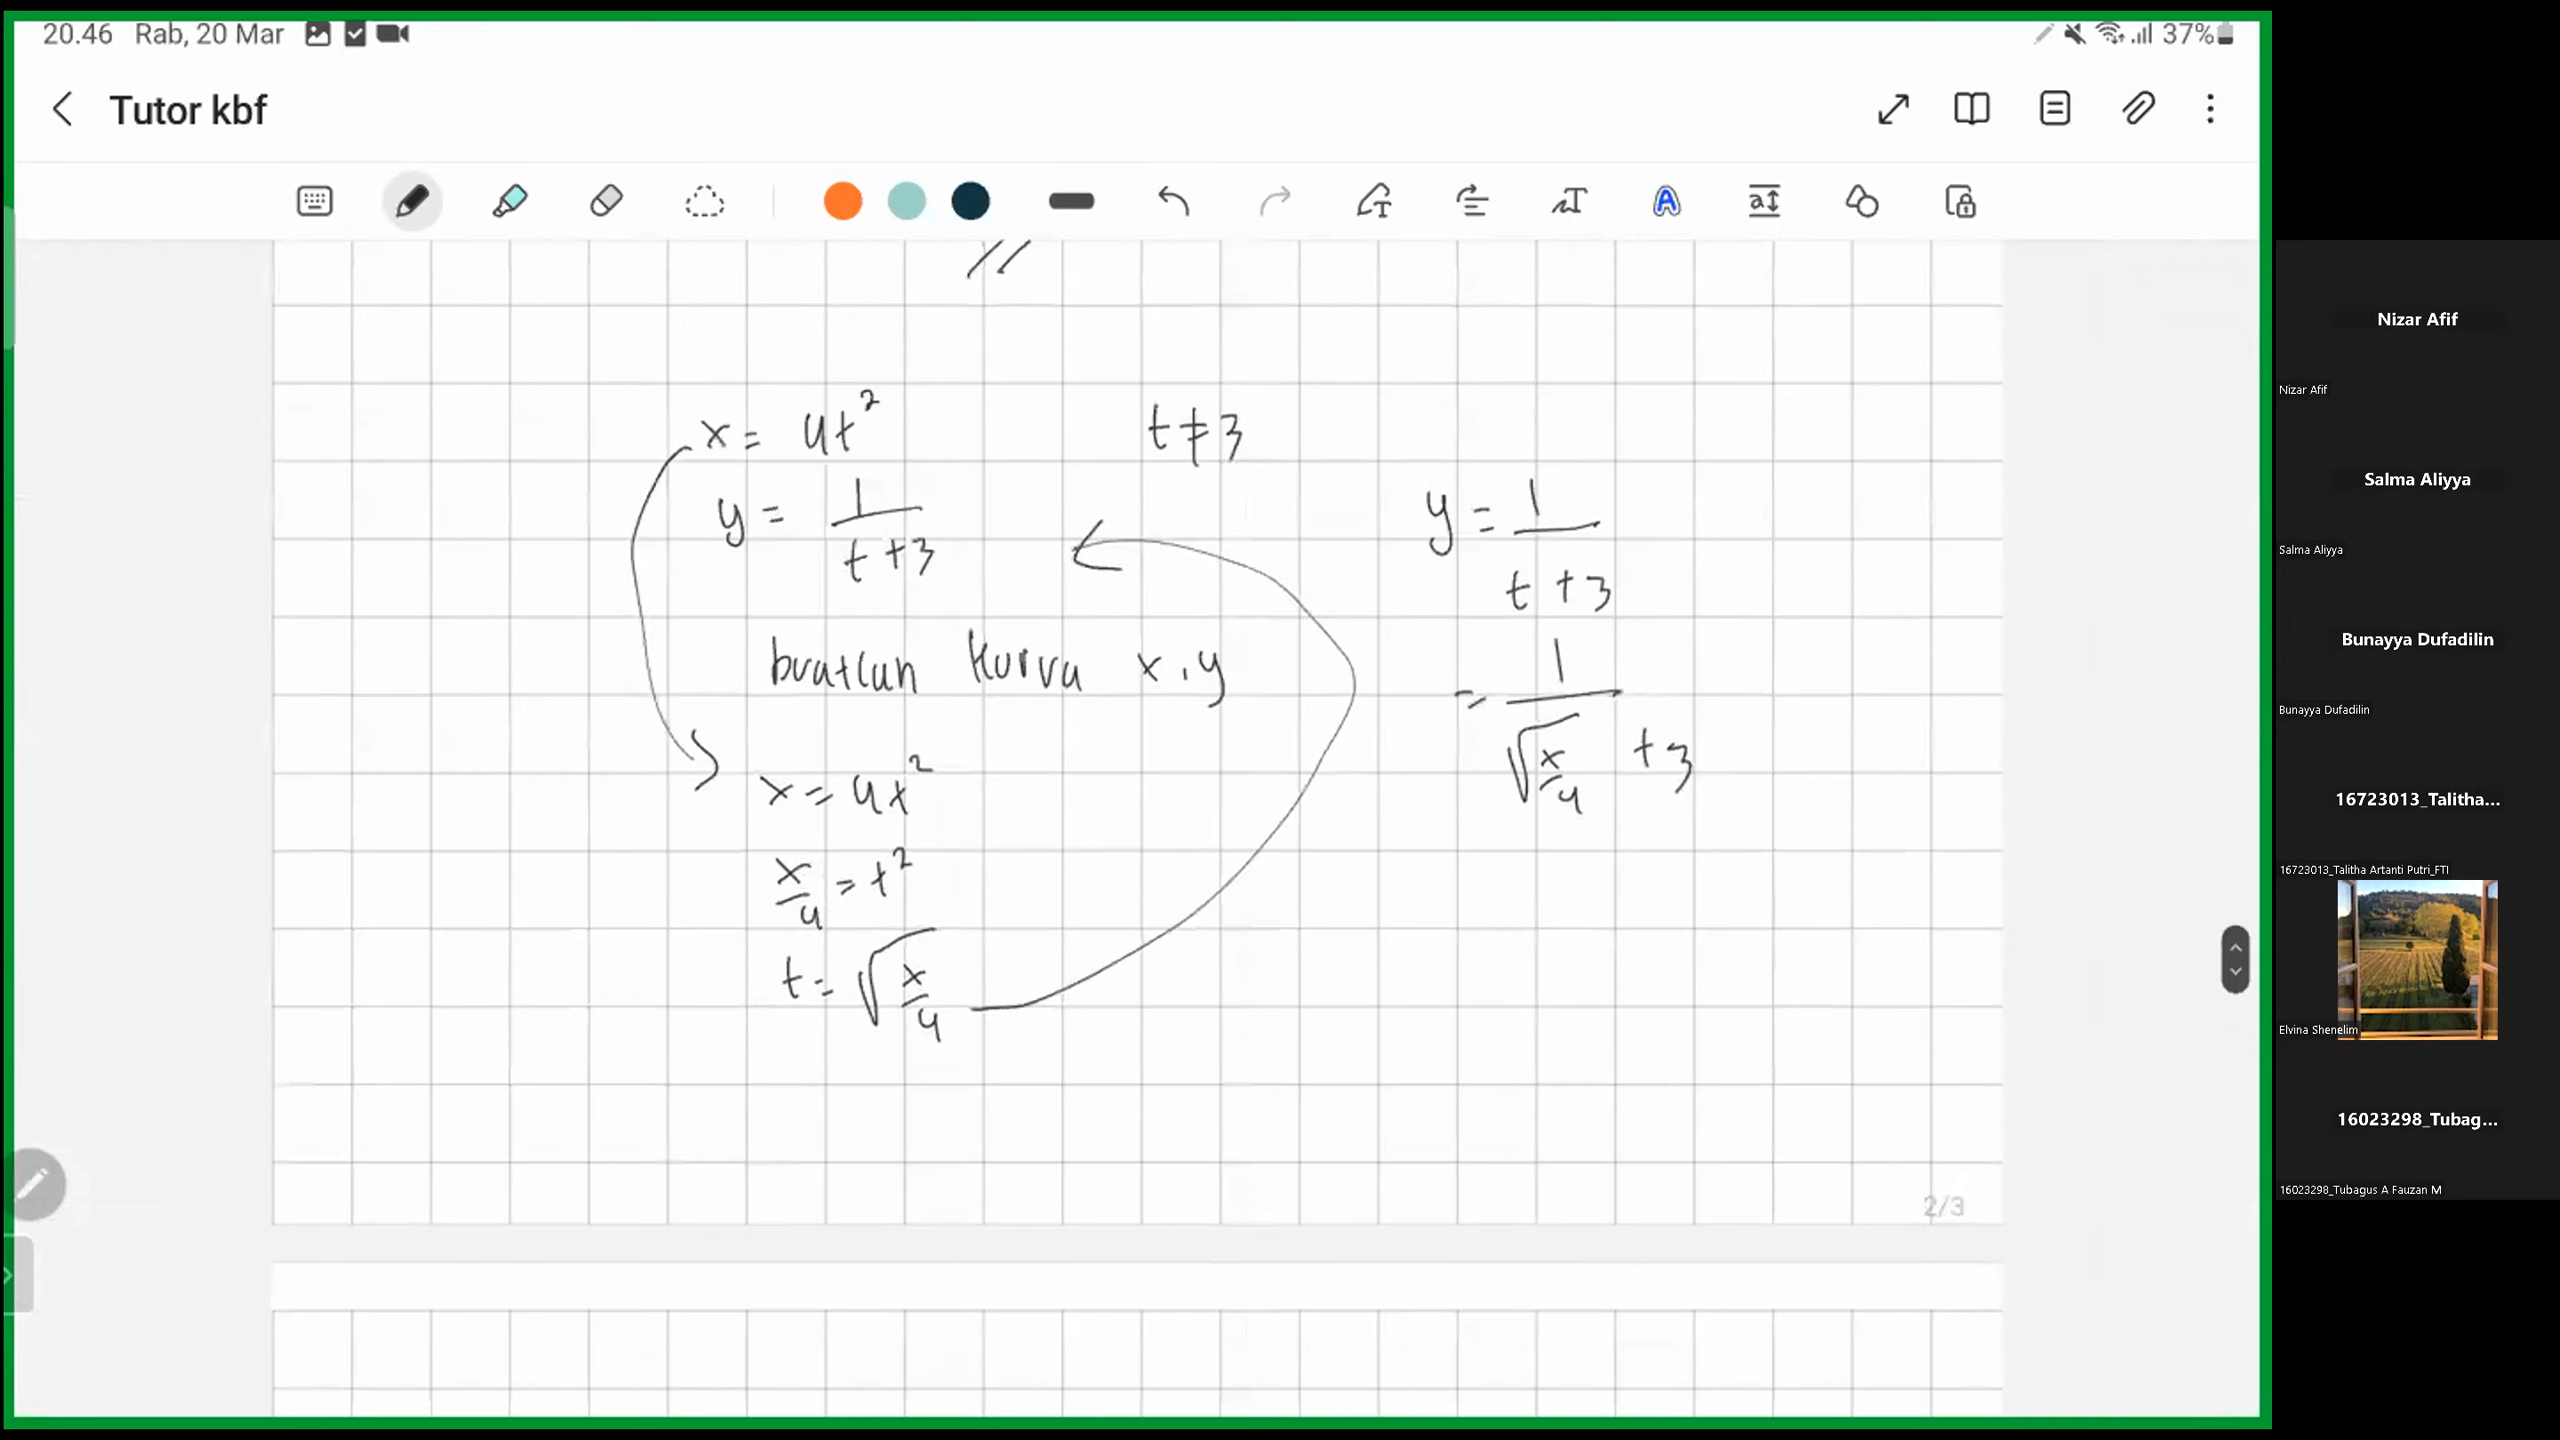 20.46 Rab, 20 Mar
37%
Tutor kbf
x = 4t²
t ≠ 3
y = 1/(t+3)
y = 1/(t+3)
buatlan kurva x, y
= 1/(√(x/4) + 3)
x = 4t²
x/4 = t²
t = √(x/4)
2/3
Nizar Afif
Nizar Afif
Salma Aliyya
Salma Aliyya
Bunayya Dufadilin
Bunayya Dufadilin
16723013_Talitha...
16723013_Talitha Artanti Putri_FTI
Elvina Shenelim
16023298_Tubag...
16023298_Tubagus A Fauzan M